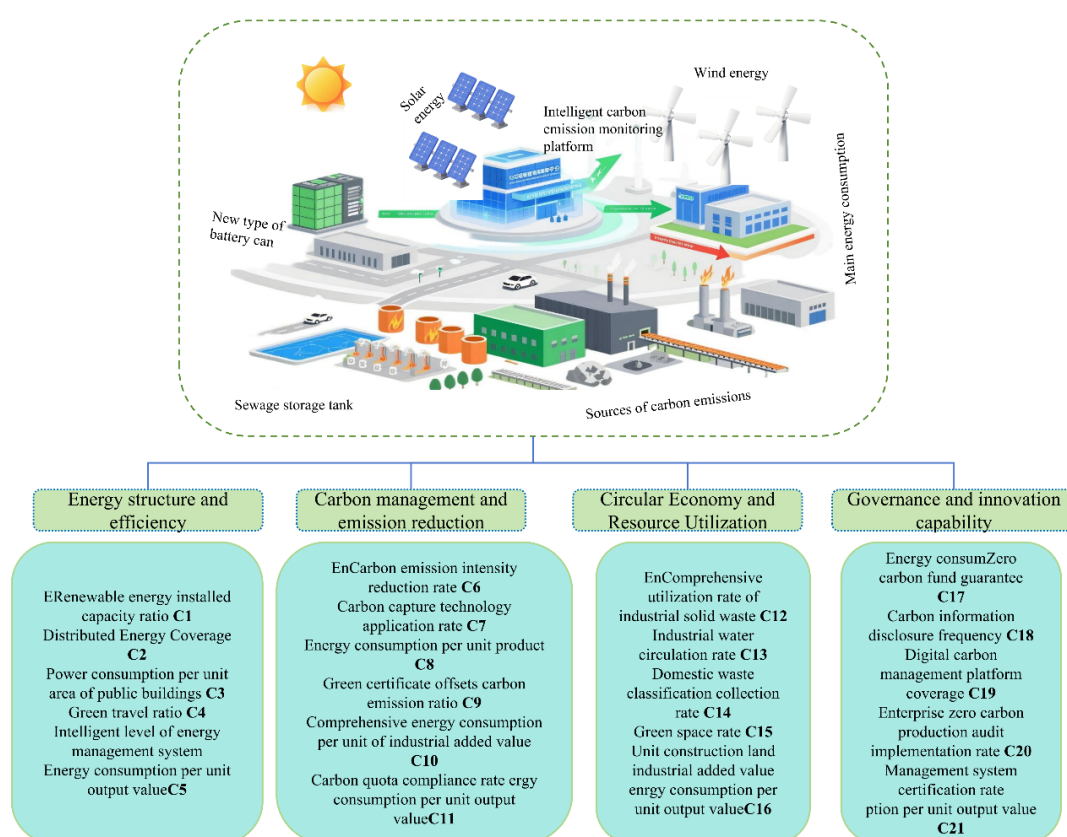 Wind energy
Solar
energy
Intelligent carbon
emission monitoring
platform
Main energy consumption
New type of
battery can
Sewage storage tank
Sources of carbon emissions
Energy structure and
efficiency
Carbon management and
emission reduction
Circular Economy and
Resource Utilization
Governance and innovation
capability
ERenewable energy installed
capacity ratio C1
Distributed Energy Coverage
C2
Power consumption per unit
area of public buildings C3
Green travel ratio C4
Intelligent level of energy
management system
Energy consumption per unit
output valueC5
EnCarbon emission intensity
reduction rate C6
Carbon capture technology
application rate C7
Energy consumption per unit product
C8
Green certificate offsets carbon
emission ratio C9
Comprehensive energy consumption
per unit of industrial added value
C10
Carbon quota compliance rate ergy
consumption per unit output
valueC11
EnComprehensive
utilization rate of
industrial solid waste C12
Industrial water
circulation rate C13
Domestic waste
classification collection
rate C14
Green space rate C15
Unit construction land
industrial added value
enrgy consumption per
unit output valueC16
Energy consumZero
carbon fund guarantee
C17
Carbon information
disclosure frequency C18
Digital carbon
management platform
coverage C19
Enterprise zero carbon
production audit
implementation rate C20
Management system
certification rate
ption per unit output value
C21